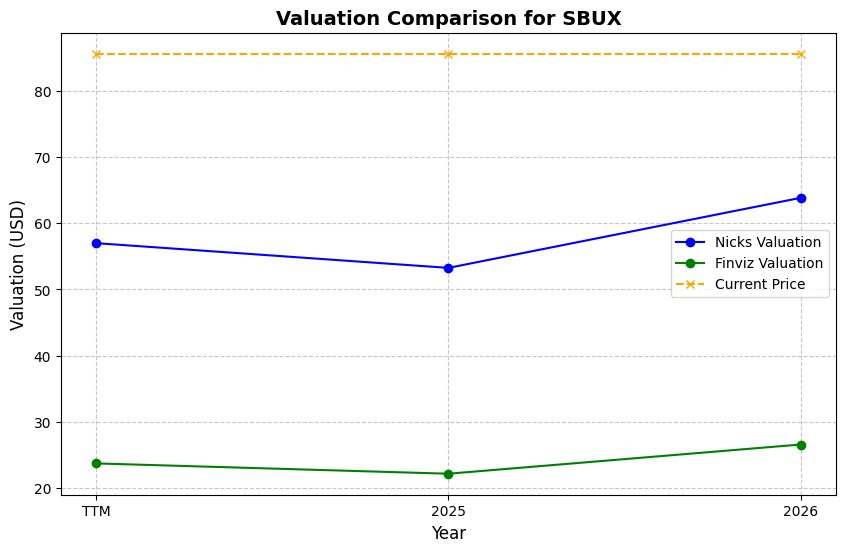 Valuation Comparison for SBUX
Valuation (USD)
80
70
60
50
40
30
20
Nicks Valuation
Finviz Valuation
Current Price
TTM
2025
2026
Year